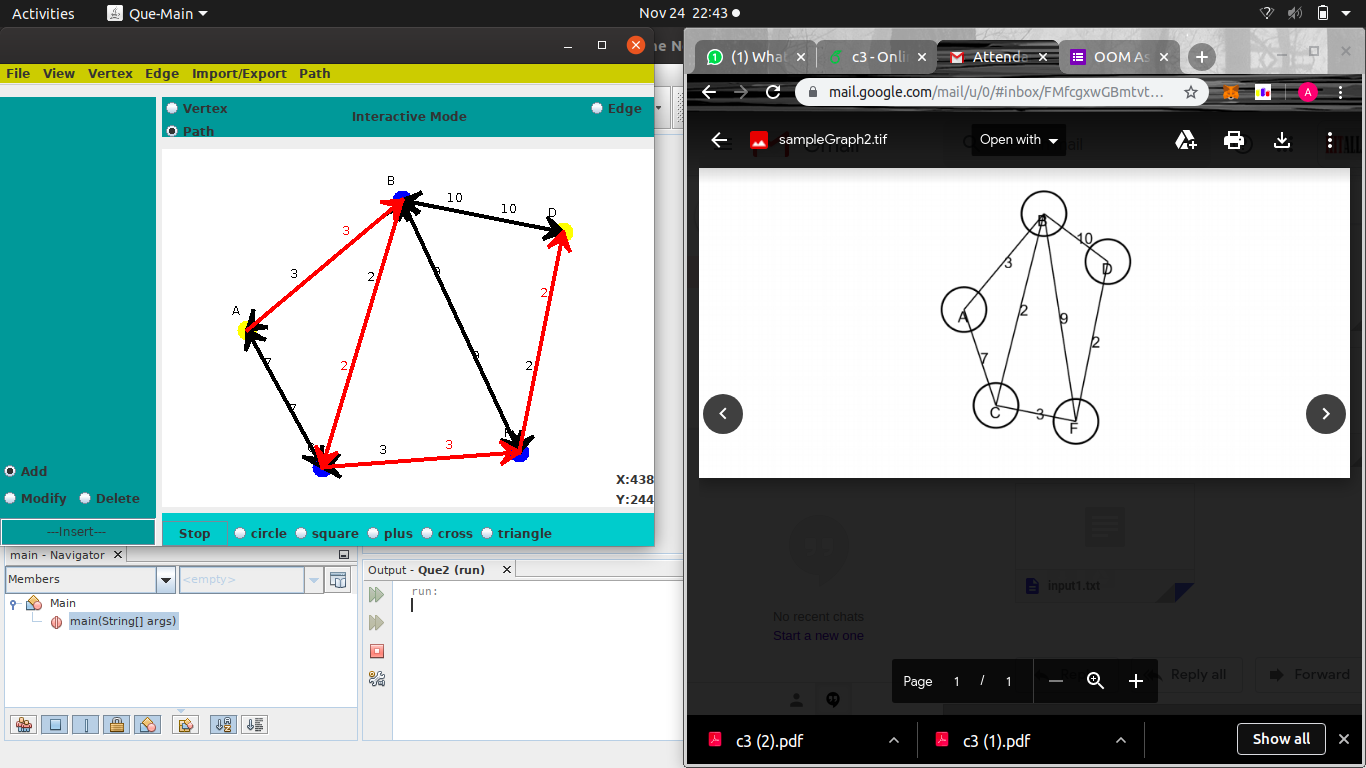 Activities
Que-Main
Nov 24 22:43
File View Vertex Edge Import/Export Path
Vertex
Path
Interactive Mode
Edge
B
10
10
D
3
3
2
9
2
A
7
2
9
2
7
3
3
X:438
Y:244
Add
Modify
Delete
---Insert---
Stop
circle
square
plus
cross
triangle
main - Navigator
Members
<empty>
Main
main(String[] args)
Output - Que2 (run)
run:
(1) What
c3 - Onli
Attenda
OOM As
mail.google.com/mail/u/0/#inbox/FMfcgxwGBmtvt…
A
sampleGraph2.tif
Open with
B
10
D
3
A
2
9
2
7
C
3
F
input1.txt
No recent chats
Start a new one
Reply all
Forward
Page 1 / 1
c3 (2).pdf
c3 (1).pdf
Show all